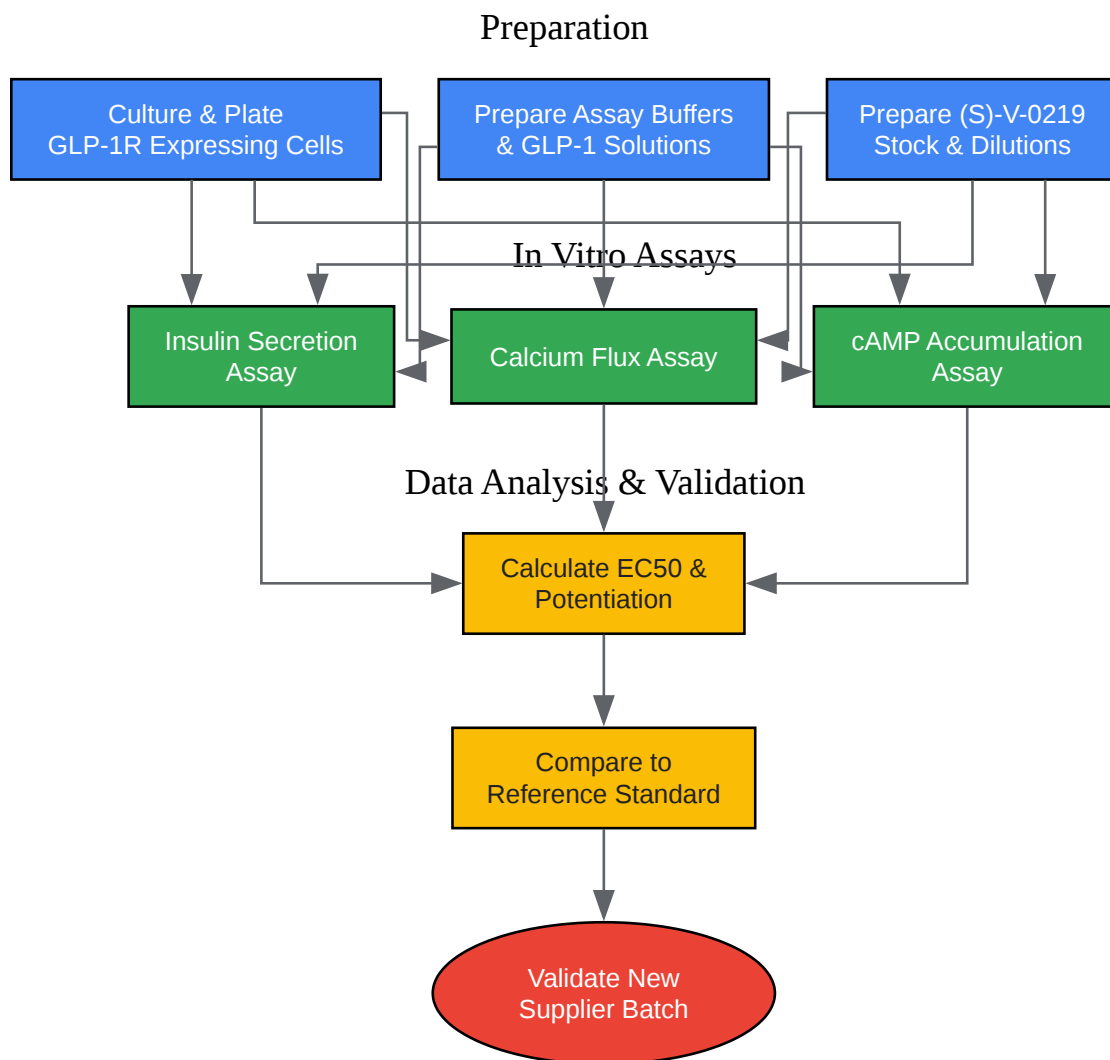 Preparation
Culture & Plate
GLP-1R Expressing Cells
Prepare Assay Buffers
& GLP-1 Solutions
Prepare (S)-V-0219
Stock & Dilutions
In Vitro Assays
Insulin Secretion
Assay
Calcium Flux Assay
cAMP Accumulation
Assay
Data Analysis & Validation
Calculate EC50 &
Potentiation
Compare to
Reference Standard
Validate New
Supplier Batch